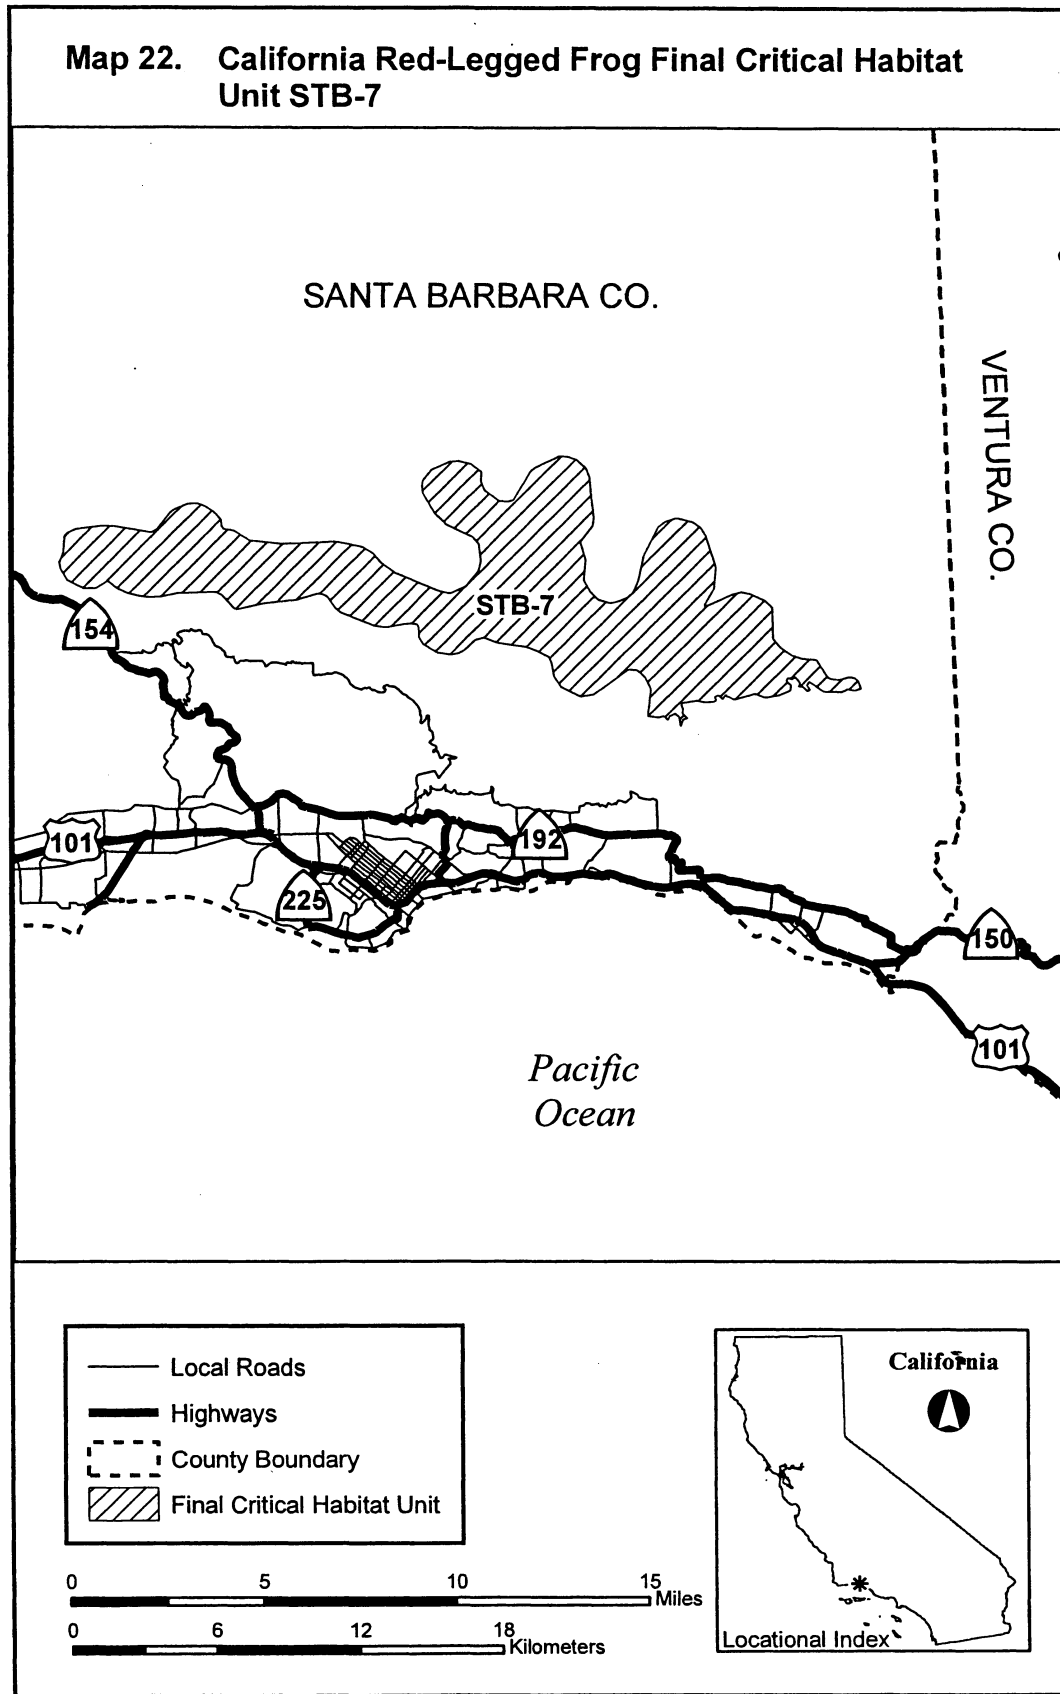 Map 22. California Red-Legged Frog Final Critical Habitat
Unit STB-7
SANTA BARBARA CO.
VENTURA CO.
STB-7
154
101
192
225
150
101
Pacific
Ocean
Local Roads
Highways
County Boundary
Final Critical Habitat Unit
California
0 5 10 15 Miles
0 6 12 18 Kilometers
Locational Index